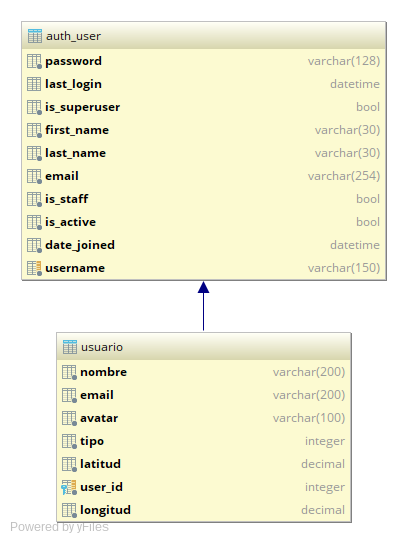 auth_user
password varchar(128)
last_login datetime
is_superuser bool
first_name varchar(30)
last_name varchar(30)
email varchar(254)
is_staff bool
is_active bool
date_joined datetime
username varchar(150)
usuario
nombre varchar(200)
email varchar(200)
avatar varchar(100)
tipo integer
latitud decimal
user_id integer
longitud decimal
Powered by yFiles